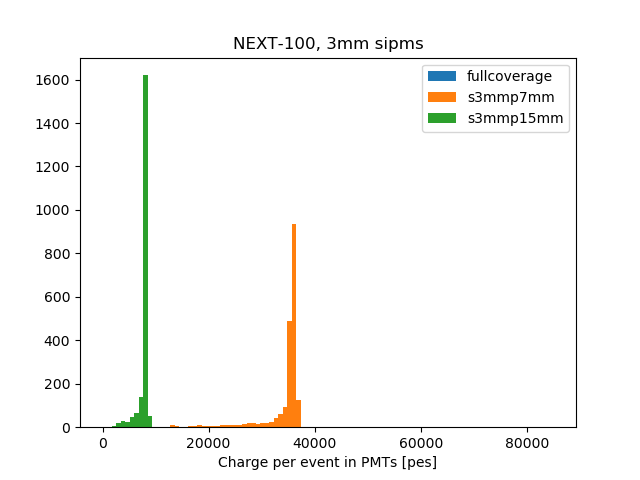 NEXT-100, 3mm sipms
fullcoverage
s3mmp7mm
s3mmp15mm
1600
1400
1200
1000
800
600
400
200
0
0 20000 40000 60000 80000
Charge per event in PMTs [pes]